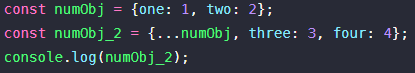 const numObj = {one: 1, two: 2};
const numObj_2 = {...numObj, three: 3, four: 4};
console.log(numObj_2);